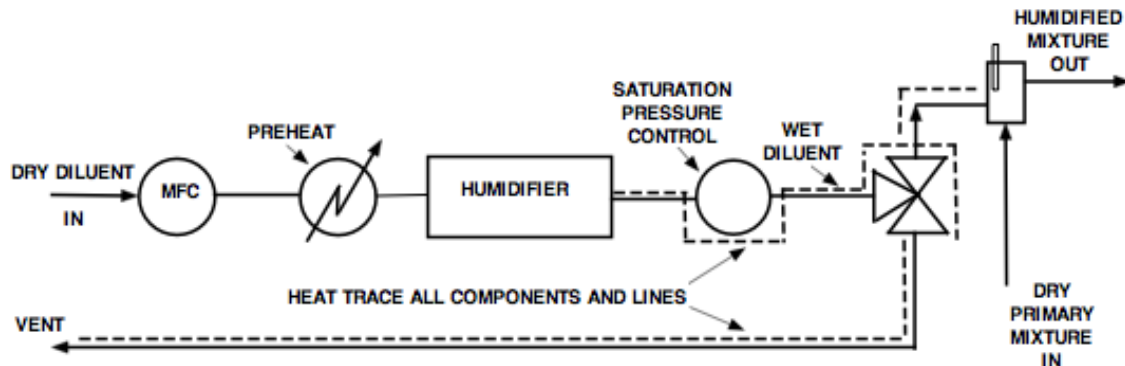 HUMIDIFIED
MIXTURE
OUT
SATURATION
PRESSURE
CONTROL
PREHEAT
WET
DILUENT
DRY DILUENT
IN
MFC
HUMIDIFIER
HEAT TRACE ALL COMPONENTS AND LINES
VENT
DRY
PRIMARY
MIXTURE
IN